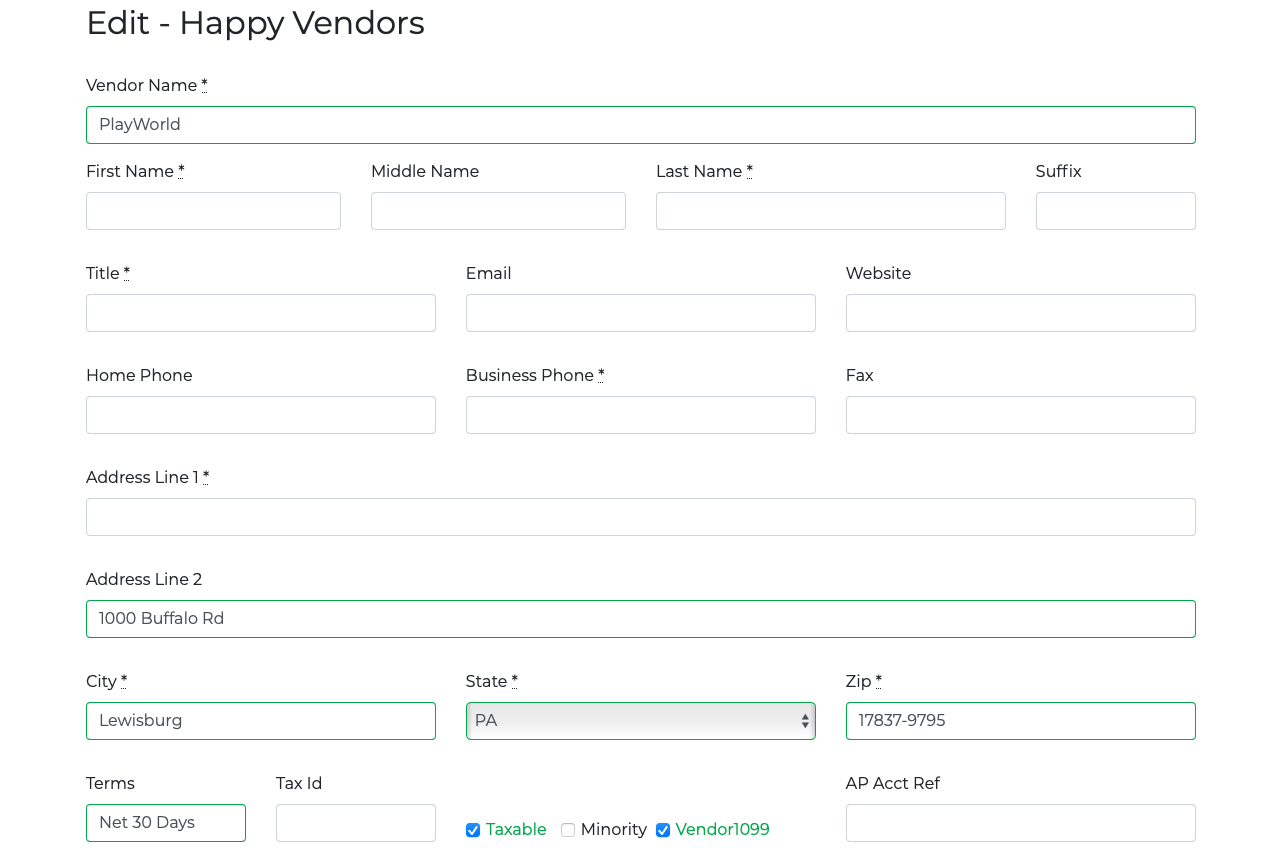 Edit - Happy Vendors
Vendor Name *
PlayWorld
First Name * Middle Name Last Name * Suffix
Title * Email Website
Home Phone Business Phone * Fax
Address Line 1 *
Address Line 2
1000 Buffalo Rd
City * State * Zip *
Lewisburg PA 17837-9795
Terms Tax Id AP Acct Ref
Net 30 Days Taxable Minority Vendor1099